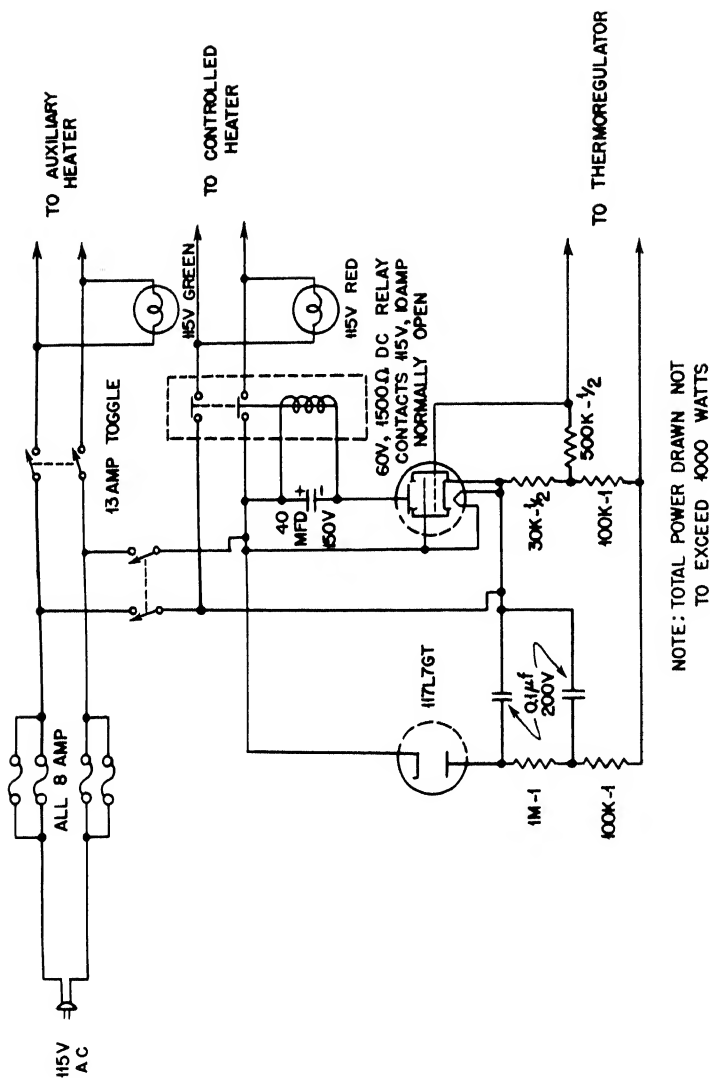 115V
AC
ALL 8 AMP
13 AMP TOGGLE
TO AUXILIARY
HEATER
115V GREEN
TO CONTROLLED
HEATER
115V RED
60V, 1500Ω DC RELAY
CONTACTS 115V, 10AMP
NORMALLY OPEN
40
MFD
+
-
150V
117L7GT
0.1μf
200V
1M-1
100K-1
30K-½
500K-½
100K-1
TO THERMOREGULATOR
NOTE: TOTAL POWER DRAWN NOT
TO EXCEED 1000 WATTS